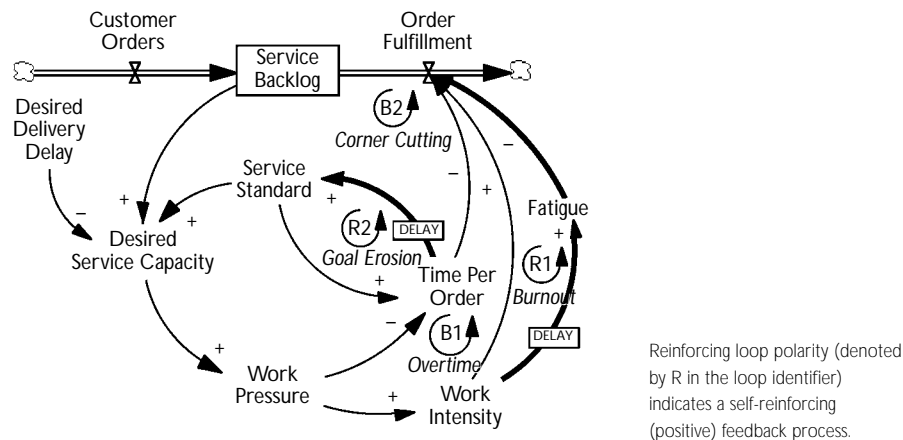 Customer
Orders
Order
Fulfillment
Service
Backlog
B2
Corner Cutting
Desired
Delivery
Delay
–
+
Service
Standard
+
+
–
+
–
Fatigue
+
R2
DELAY
Goal Erosion
R1
Burnout
Desired
Service Capacity
Time Per
Order
+
–
B1
Overtime
DELAY
+
Work
Pressure
+
Work
Intensity
Reinforcing loop polarity (denoted
by R in the loop identifier)
indicates a self-reinforcing
(positive) feedback process.